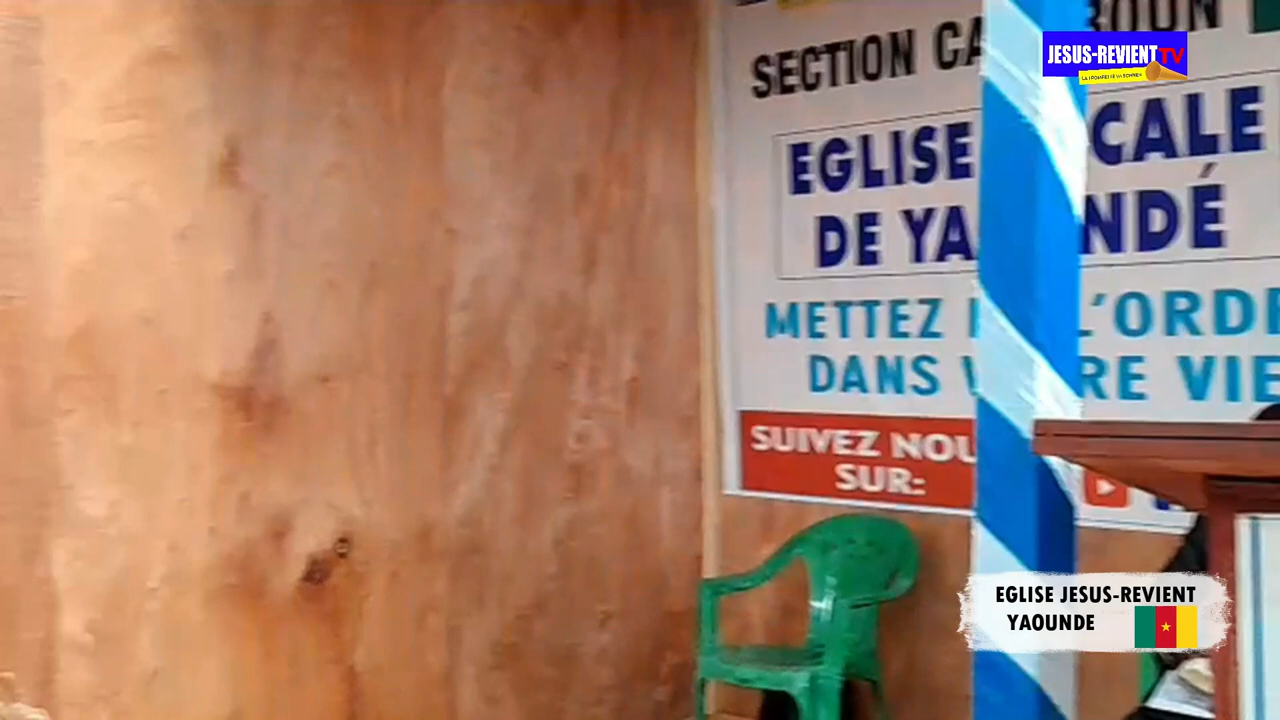 SECTION CA OUN
JESUS-REVIENT TV
EGLISE CALE
DE YA NDÉ
METTEZ L'ORD
DANS RE VIE
SUIVEZ NOU
SUR:
EGLISE JESUS-REVIENT
YAOUNDE